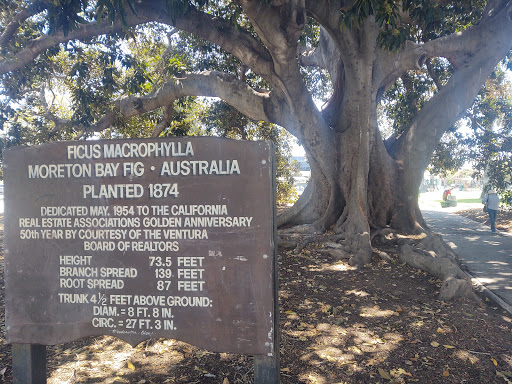 FICUS MACROPHYLLA
MORETON BAY FIG • AUSTRALIA
PLANTED 1874
DEDICATED MAY, 1954 TO THE CALIFORNIA
REAL ESTATE ASSOCIATIONS GOLDEN ANNIVERSARY
50th YEAR BY COURTESY OF THE VENTURA
BOARD OF REALTORS
HEIGHT 73.5 FEET
BRANCH SPREAD 139 FEET
ROOT SPREAD 87 FEET
TRUNK 4½ FEET ABOVE GROUND:
DIAM. = 8 FT. 8 IN.
CIRC. = 27 FT. 3 IN.